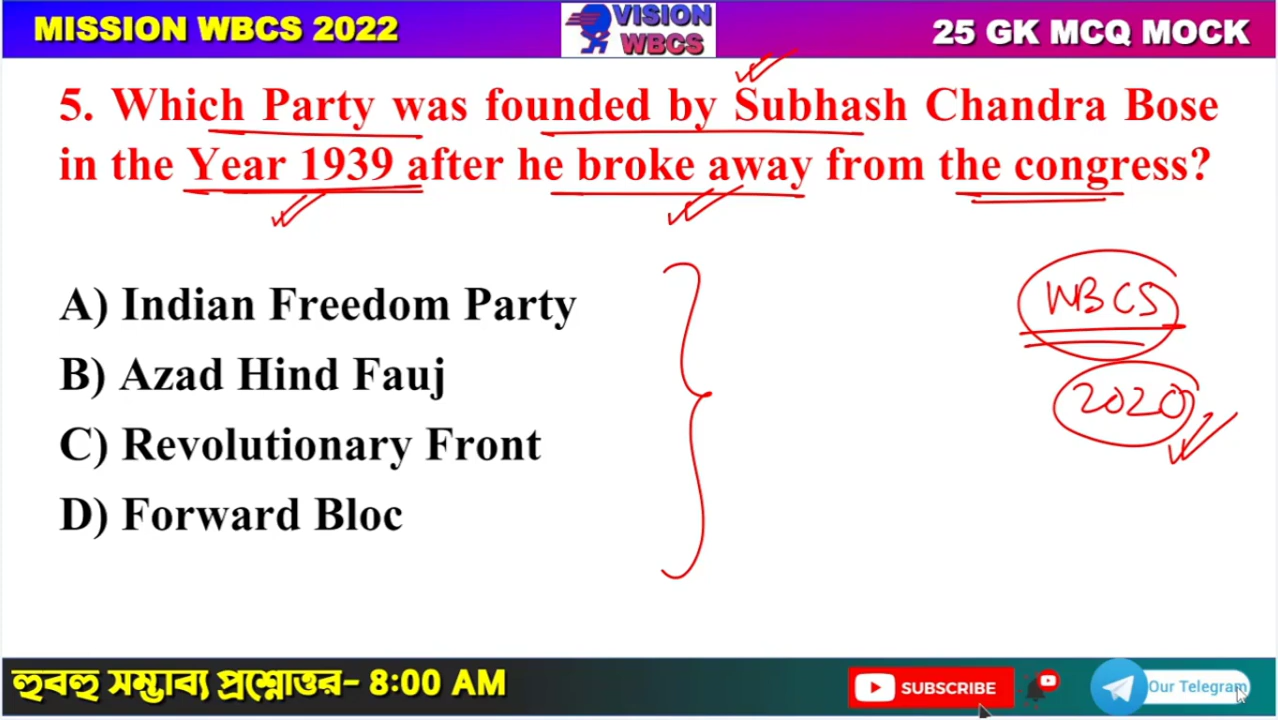 MISSION WBCS 2022
VISION
WBCS
25 GK MCQ MOCK
5. Which Party was founded by Subhash Chandra Bose
in the Year 1939 after he broke away from the congress?
A) Indian Freedom Party
B) Azad Hind Fauj
C) Revolutionary Front
D) Forward Bloc
WBCS
2020
হুবহু সম্ভাব্য প্রশ্নোত্তর- 8:00 AM
SUBSCRIBE
Our Telegram